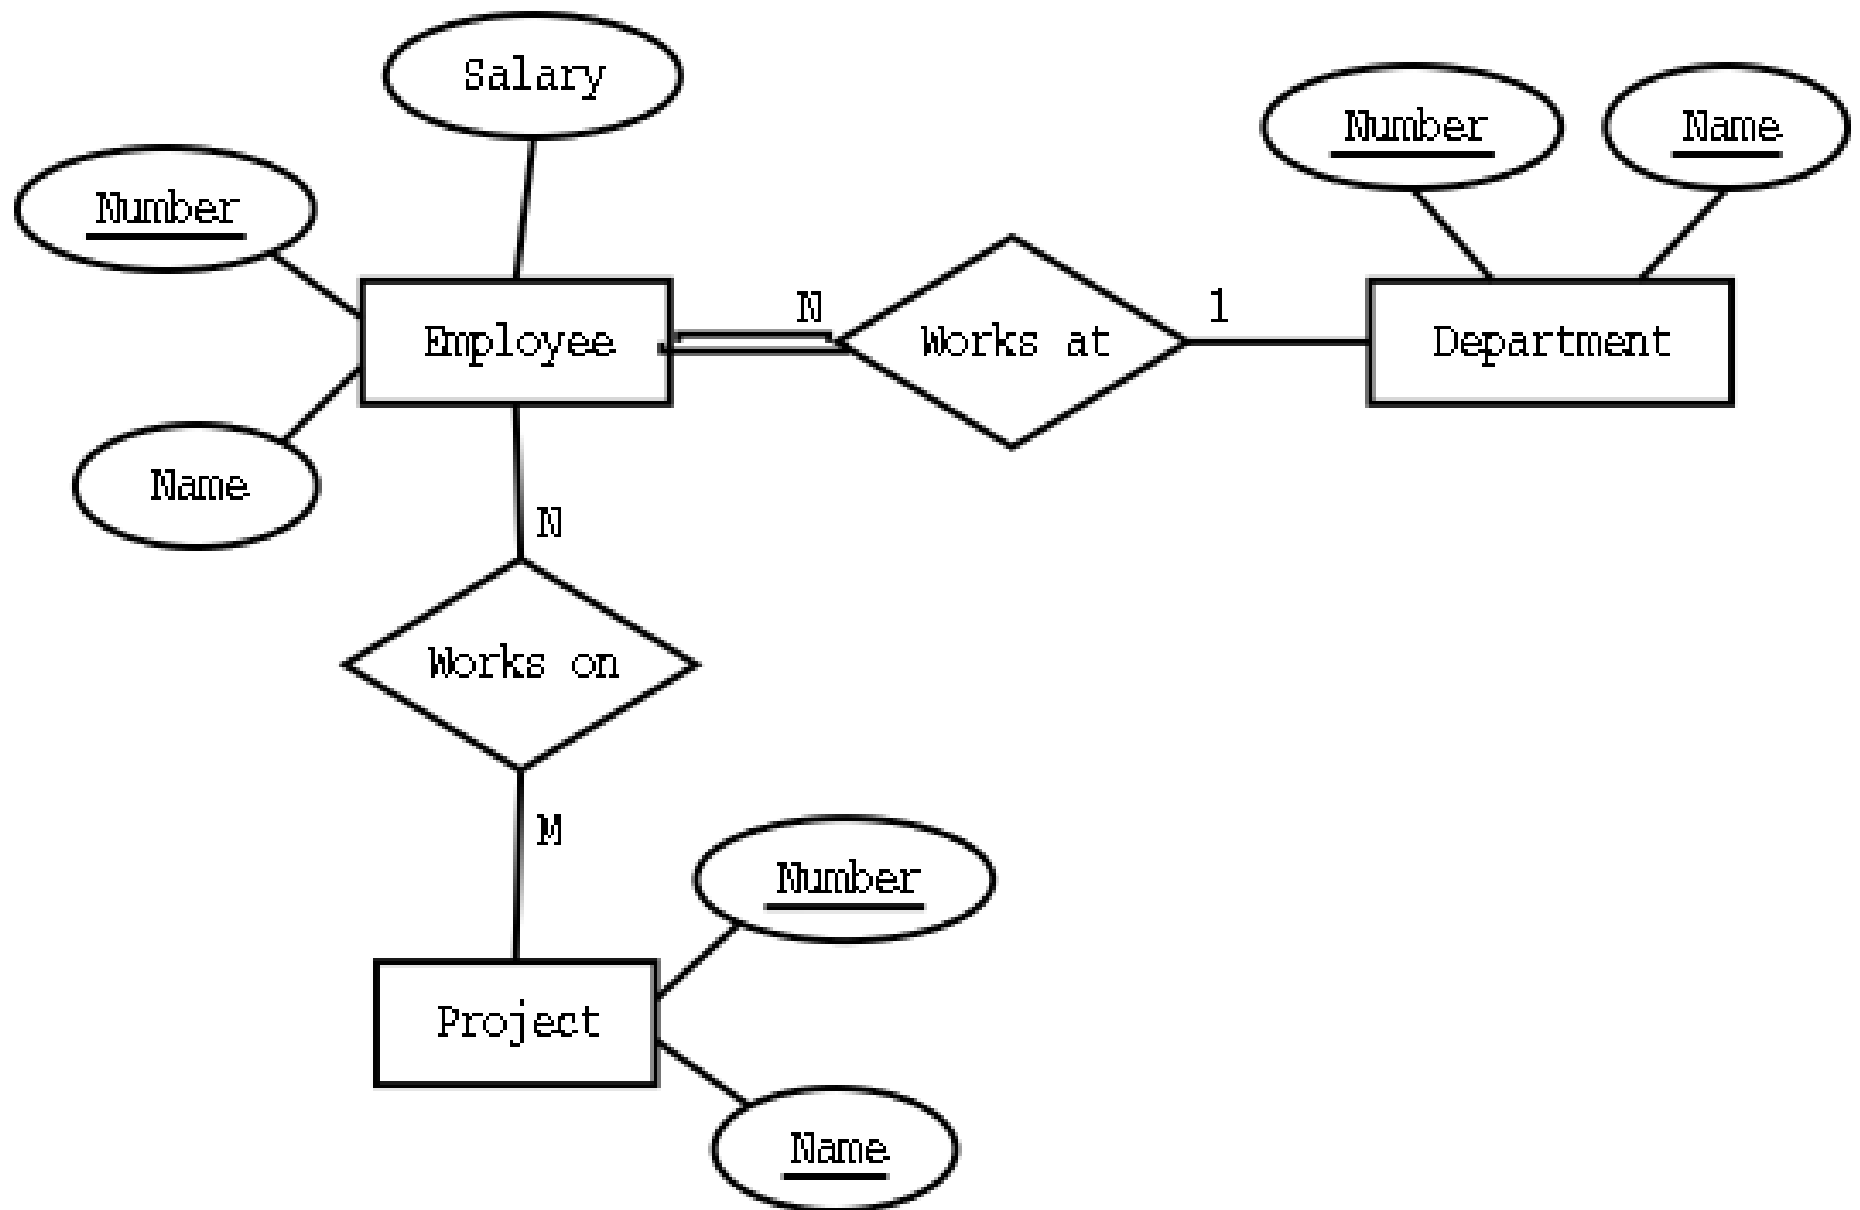 Salary
Number
Name
Number
Employee
N
Works at
1
Department
Name
N
Works on
M
Number
Project
Name